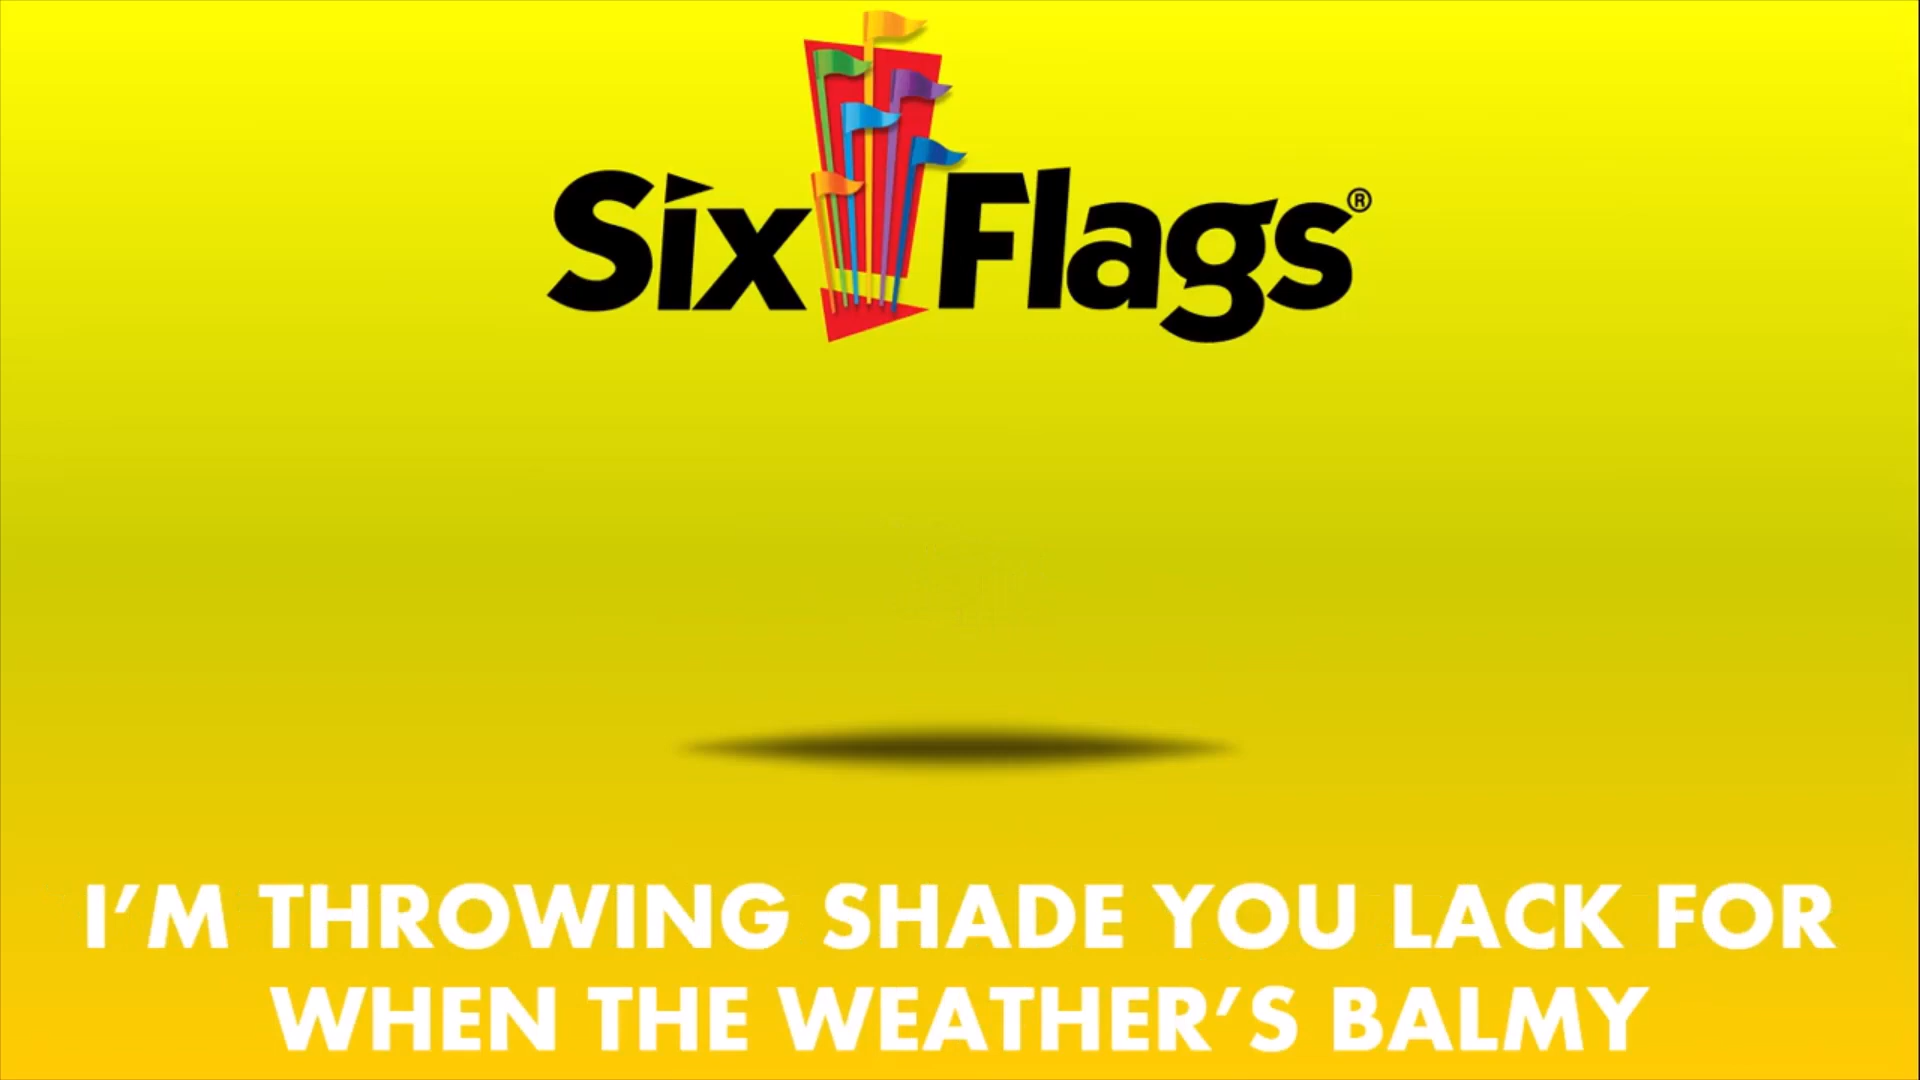 Six Flags®
I’M THROWING SHADE YOU LACK FOR
WHEN THE WEATHER’S BALMY